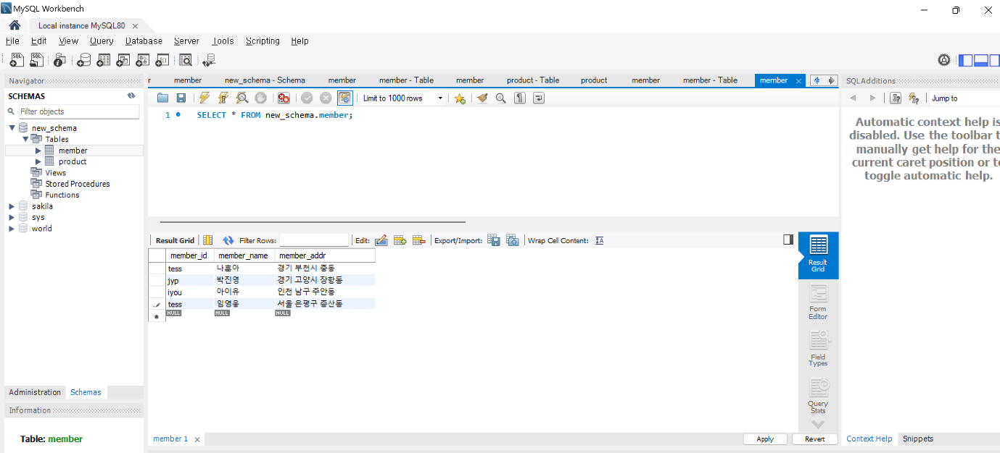 MySQL Workbench
Local instance MySQL80
File Edit View Query Database Server Tools Scripting Help
Navigator
SCHEMAS
Filter objects
new_schema
Tables
member
product
Views
Stored Procedures
Functions
sakila
sys
world
Administration Schemas
Information
Table: member
r member new_schema - Schema member member - Table member product - Table product member member - Table member
Limit to 1000 rows
1 SELECT * FROM new_schema.member;
Result Grid Filter Rows: Edit: Export/Import: Wrap Cell Content:
member_id member_name member_addr
tess 나훈아 경기 부천시 중동
jyp 박진영 경기 고양시 장항동
iyou 아이유 인천 남구 주안동
tess 임영웅 서울 은평구 증산동
NULL NULL NULL
Result Grid
Form Editor
Field Types
Query Stats
member 1
Apply Revert
SQLAdditions
Jump to
Automatic context help is
disabled. Use the toolbar t
manually get help for the
current caret position or to
toggle automatic help.
Context Help Snippets